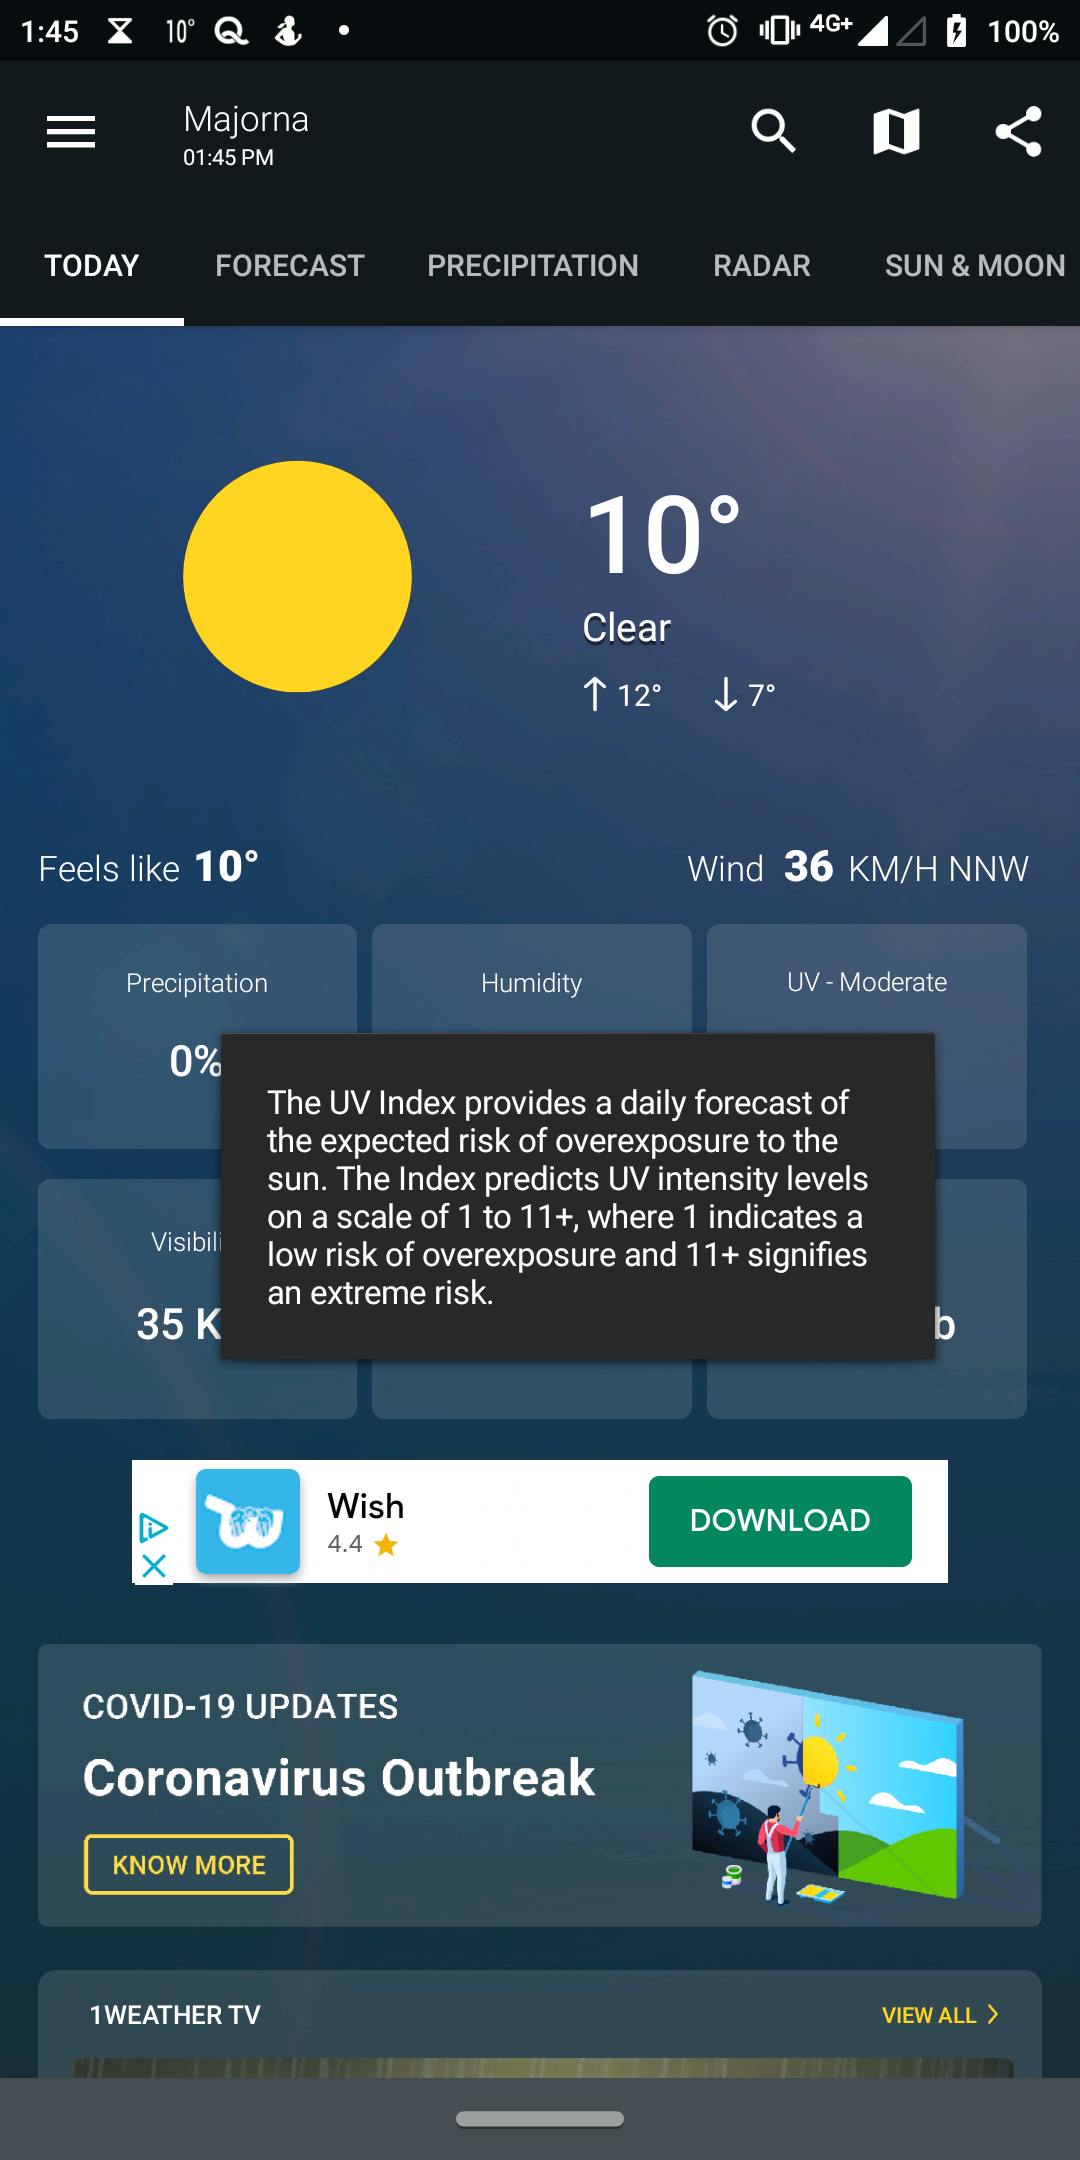 1:45 10° 4G+ 100%
Majorna
01:45 PM
TODAY FORECAST PRECIPITATION RADAR SUN & MOON
10°
Clear
↑ 12° ↓ 7°
Feels like 10° Wind 36 KM/H NNW
Precipitation Humidity UV - Moderate
0%
The UV Index provides a daily forecast of
the expected risk of overexposure to the
sun. The Index predicts UV intensity levels
on a scale of 1 to 11+, where 1 indicates a
low risk of overexposure and 11+ signifies
an extreme risk.
Visibili
35 K b
Wish
4.4
DOWNLOAD
COVID-19 UPDATES
Coronavirus Outbreak
KNOW MORE
1WEATHER TV VIEW ALL